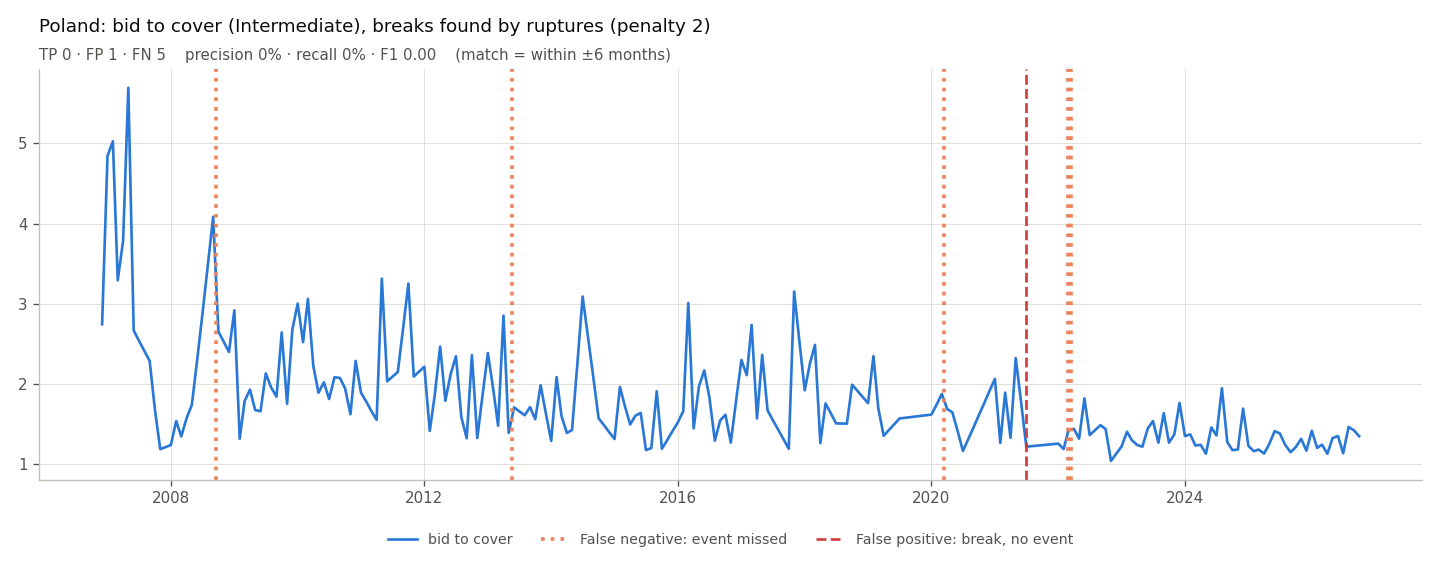 Poland: bid to cover (Intermediate), breaks found by ruptures (penalty 2)
TP 0 · FP 1 · FN 5    precision 0% · recall 0% · F1 0.00    (match = within ±6 months)
5
4
3
2
1
2008 2012 2016 2020 2024
bid to cover    False negative: event missed    False positive: break, no event